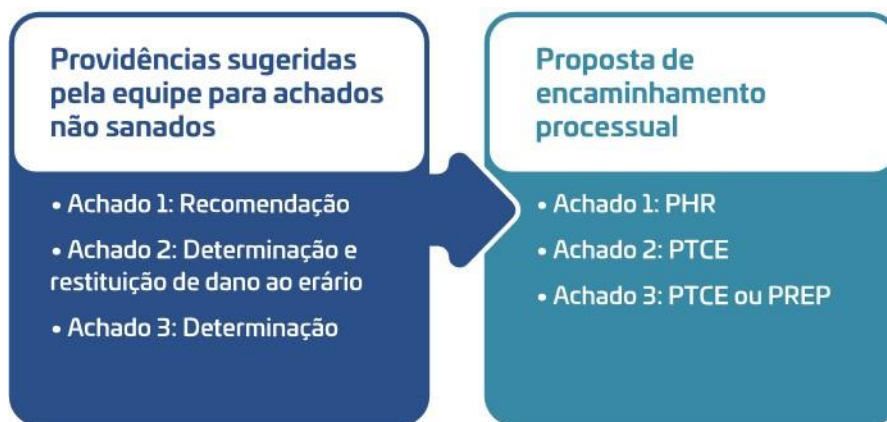 Providências sugeridas
pela equipe para achados
não sanados
• Achado 1: Recomendação
• Achado 2: Determinação e
restituição de dano ao erário
• Achado 3: Determinação
Proposta de
encaminhamento
processual
• Achado 1: PHR
• Achado 2: PTCE
• Achado 3: PTCE ou PREP